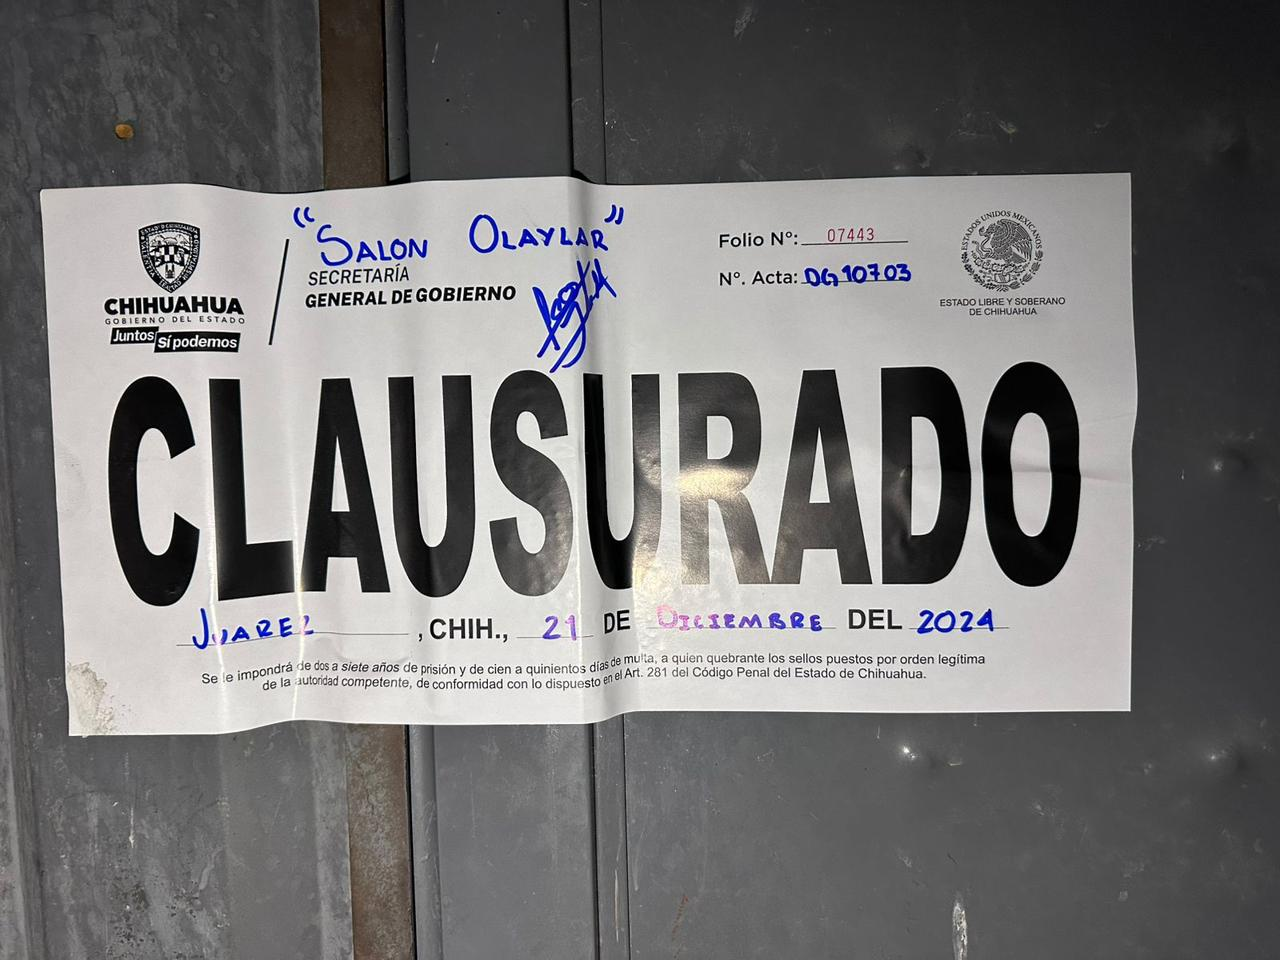 "SALON OLAYLAR"
CHIHUAHUA
GOBIERNO DEL ESTADO
Juntos Sí podemos
SECRETARÍA
GENERAL DE GOBIERNO
Folio Nº: 07443
Nº. Acta: DG10703
ESTADOS UNIDOS MEXICANOS
ESTADO LIBRE Y SOBERANO
DE CHIHUAHUA
CLAUSURADO
JUAREZ, CHIH., 21 DE DICIEMBRE DEL 2024
Se le impondrá de dos a siete años de prisión y de cien a quinientos días de multa, a quien quebrante los sellos puestos por orden legítima
de la autoridad competente, de conformidad con lo dispuesto en el Art. 281 del Código Penal del Estado de Chihuahua.